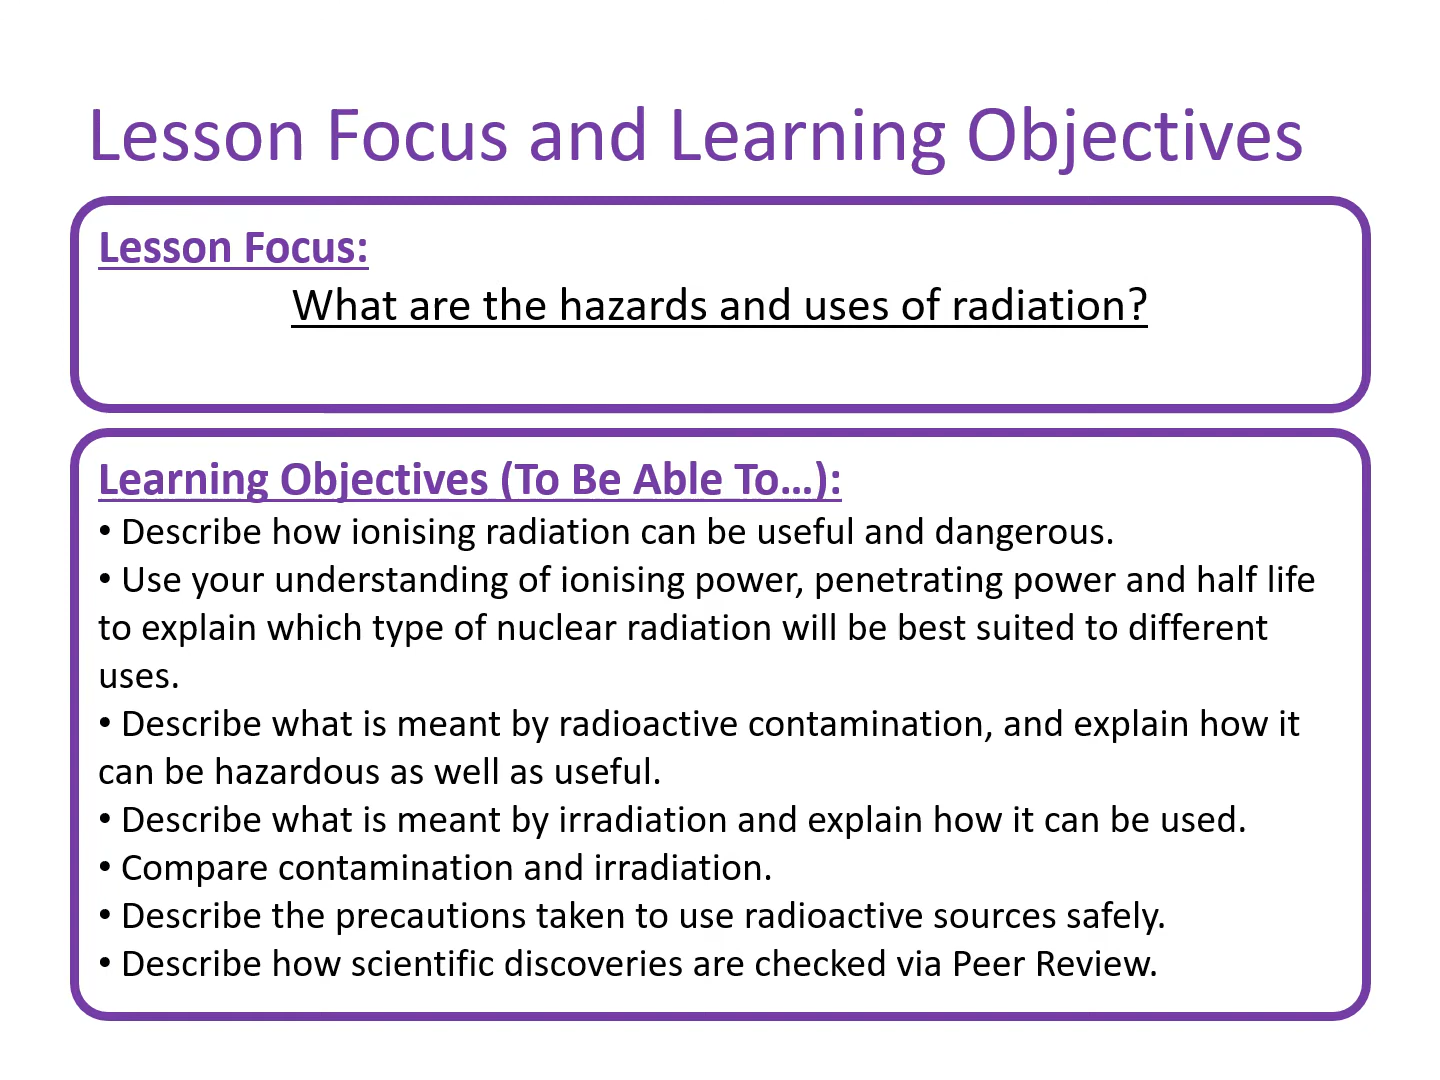 Lesson Focus and Learning Objectives
Lesson Focus:
What are the hazards and uses of radiation?
Learning Objectives (To Be Able To…):
• Describe how ionising radiation can be useful and dangerous.
• Use your understanding of ionising power, penetrating power and half life
to explain which type of nuclear radiation will be best suited to different
uses.
• Describe what is meant by radioactive contamination, and explain how it
can be hazardous as well as useful.
• Describe what is meant by irradiation and explain how it can be used.
• Compare contamination and irradiation.
• Describe the precautions taken to use radioactive sources safely.
• Describe how scientific discoveries are checked via Peer Review.